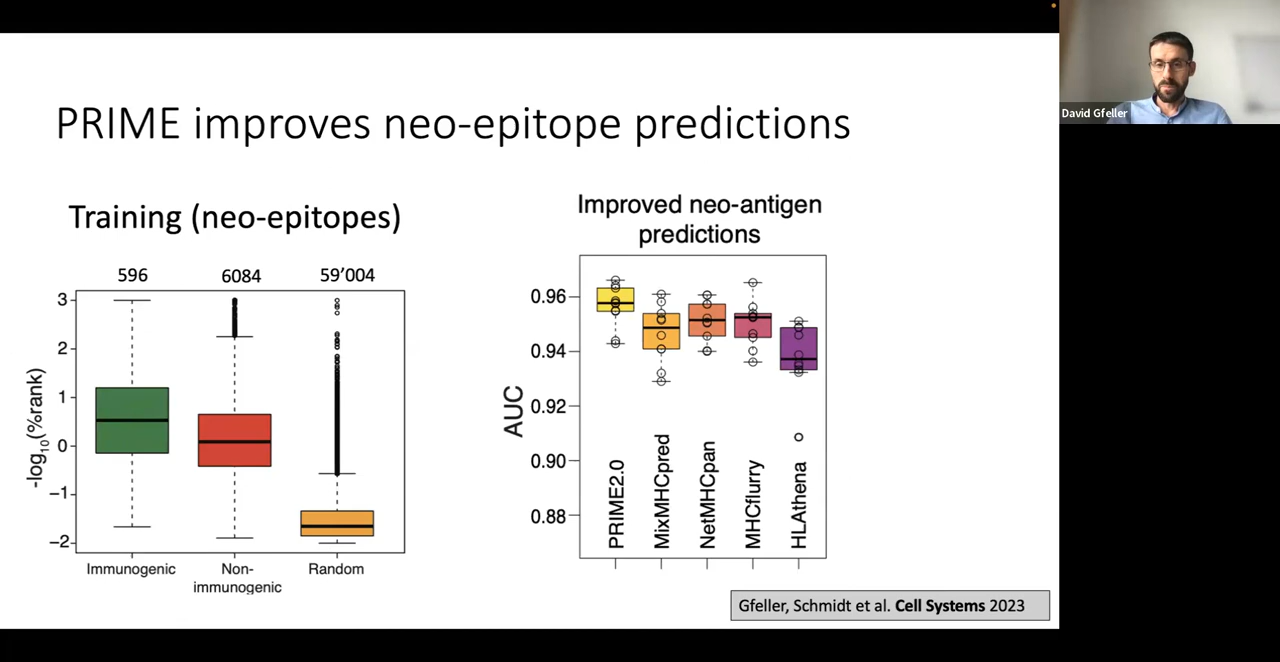 PRIME improves neo-epitope predictions
David Gfeller
Training (neo-epitopes)
596 6084 59’004
-log10(%rank)
3
2
1
0
−1
−2
Immunogenic
Non-
immunogenic
Random
Improved neo-antigen
predictions
AUC
0.96
0.94
0.92
0.90
0.88
PRIME2.0
MixMHCpred
NetMHCpan
MHCflurry
HLAthena
Gfeller, Schmidt et al. Cell Systems 2023